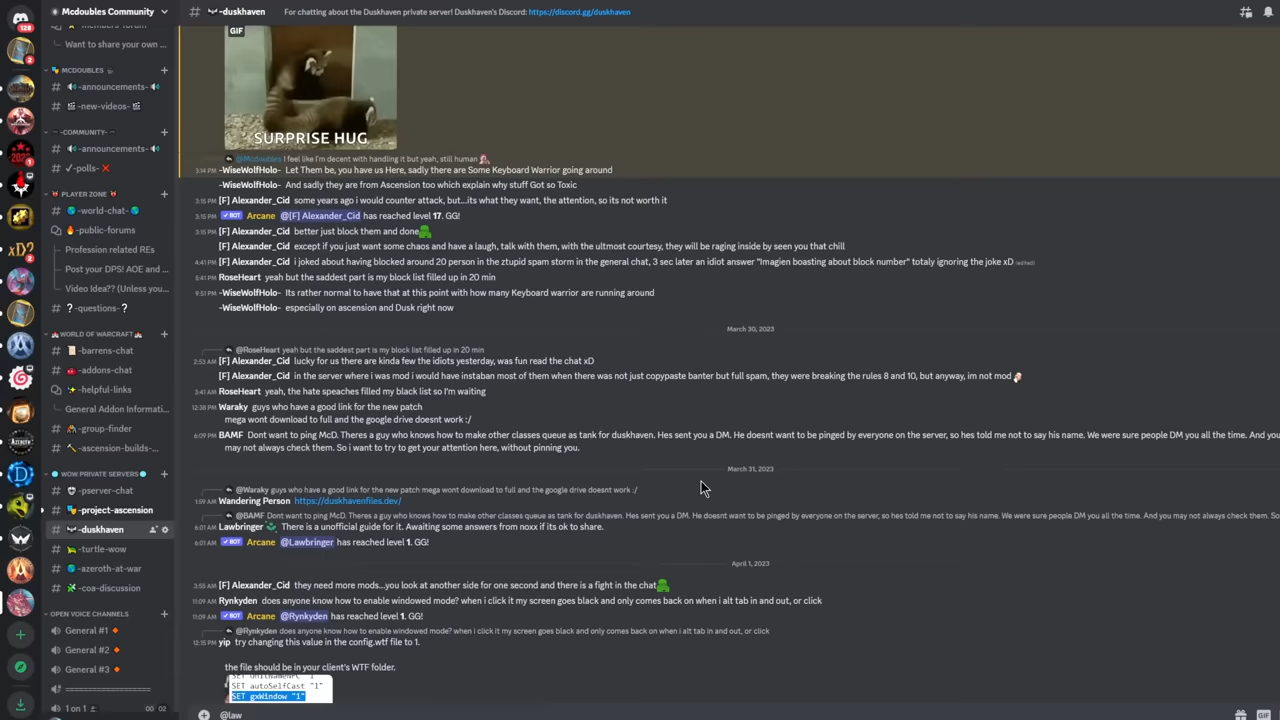 Mcdoubles Community
-duskhaven
For chatting about the Duskhaven private server! Duskhaven's Discord: https://discord.gg/duskhaven
128
-members-forum
Want to share your own ...
2
MCDOUBLES
-announcements-
-new-videos-
-COMMUNITY-
-announcements-
✓-polls-
PLAYER ZONE
-world-chat-
-public-forums
Profession related REs
Post your DPS! AOE and ...
Video Idea?? (Unless you...
?-questions-?
WORLD OF WARCRAFT
-barrens-chat
-addons-chat
-helpful-links
General Addon Informati...
-group-finder
-ascension-builds-...
WOW PRIVATE SERVERS
-pserver-chat
-project-ascension
-duskhaven
-turtle-wow
-azeroth-at-war
-coa-discussion
OPEN VOICE CHANNELS
General #1
General #2
General #3
1 on 1
00 02
GIF
SURPRISE HUG
@Mcdoubles I feel like I'm decent with handling it but yeah, still human
3:14 PM -WiseWolfHolo- Let Them be, you have us Here, sadly there are Some Keyboard Warrior going around
-WiseWolfHolo- And sadly they are from Ascension too which explain why stuff Got so Toxic
3:15 PM [F] Alexander_Cid some years ago i would counter attack, but...its what they want, the attention, so its not worth it
3:15 PM ✓ BOT Arcane @[F] Alexander_Cid has reached level 17. GG!
3:15 PM [F] Alexander_Cid better just block them and done
[F] Alexander_Cid except if you just want some chaos and have a laugh, talk with them, with the ultmost courtesy, they will be raging inside by seen you that chill
4:41 PM [F] Alexander_Cid i joked about having blocked around 20 person in the ztupid spam storm in the general chat, 3 sec later an idiot answer "Imagien boasting about block number" totaly ignoring the joke xD (edited)
5:41 PM RoseHeart yeah but the saddest part is my block list filled up in 20 min
9:51 PM -WiseWolfHolo- Its rather normal to have that at this point with how many Keyboard warrior are running around
-WiseWolfHolo- especially on ascension and Dusk right now
March 30, 2023
@RoseHeart yeah but the saddest part is my block list filled up in 20 min
2:53 AM [F] Alexander_Cid lucky for us there are kinda few the idiots yesterday, was fun read the chat xD
[F] Alexander_Cid in the server where i was mod i would have instaban most of them when there was not just copypaste banter but full spam, they were breaking the rules 8 and 10, but anyway, im not mod
3:41 AM RoseHeart yeah, the hate speaches filled my black list so I'm waiting
12:38 PM Waraky guys who have a good link for the new patch
mega wont download to full and the google drive doesnt work :/
6:09 PM BAMF Dont want to ping McD. Theres a guy who knows how to make other classes queue as tank for duskhaven. Hes sent you a DM. He doesnt want to be pinged by everyone on the server, so hes told me not to say his name. We were sure people DM you all the time. And you
may not always check them. So i want to try to get your attention here, without pinning you.
March 31, 2023
@Waraky guys who have a good link for the new patch mega wont download to full and the google drive doesnt work :/
1:59 AM Wandering Person https://duskhavenfiles.dev/
@BAMF Dont want to ping McD. Theres a guy who knows how to make other classes queue as tank for duskhaven. Hes sent you a DM. He doesnt want to be pinged by everyone on the server, so hes told me not to say his name. We were sure people DM you all the time. And you may not always check them. So
6:01 AM Lawbringer There is a unofficial guide for it. Awaiting some answers from noxx if its ok to share.
6:01 AM ✓ BOT Arcane @Lawbringer has reached level 1. GG!
April 1, 2023
3:55 AM [F] Alexander_Cid they need more mods...you look at another side for one second and there is a fight in the chat
11:09 AM Rynkyden does anyone know how to enable windowed mode? when i click it my screen goes black and only comes back on when i alt tab in and out, or click
11:09 AM ✓ BOT Arcane @Rynkyden has reached level 1. GG!
@Rynkyden does anyone know how to enable windowed mode? when i click it my screen goes black and only comes back on when i alt tab in and out, or click
12:15 PM yip try changing this value in the config.wtf file to 1.
the file should be in your client's WTF folder.
SET UnitNameNPC "1"
SET autoSelfCast "1"
SET gxWindow "1"
@law
GIF